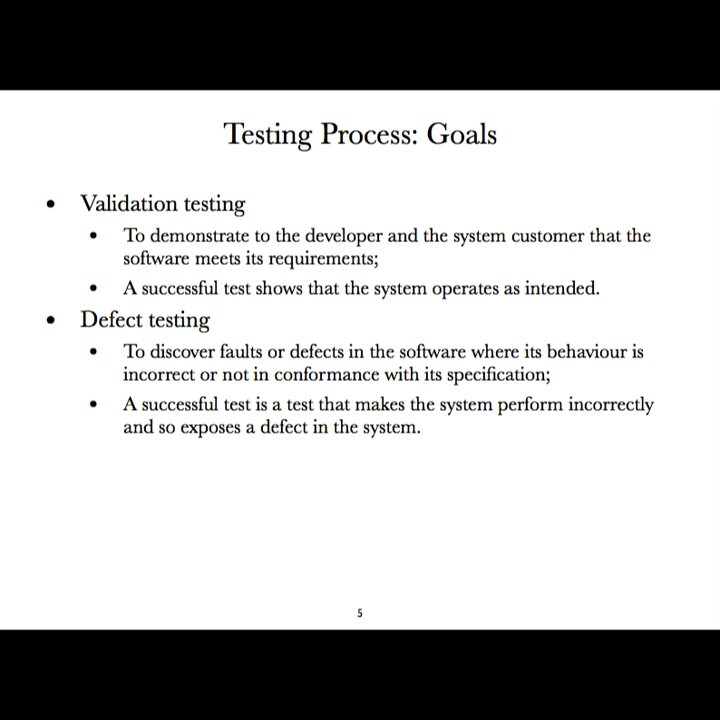 Testing Process: Goals
• Validation testing
• To demonstrate to the developer and the system customer that the
software meets its requirements;
• A successful test shows that the system operates as intended.
• Defect testing
• To discover faults or defects in the software where its behaviour is
incorrect or not in conformance with its specification;
• A successful test is a test that makes the system perform incorrectly
and so exposes a defect in the system.
5